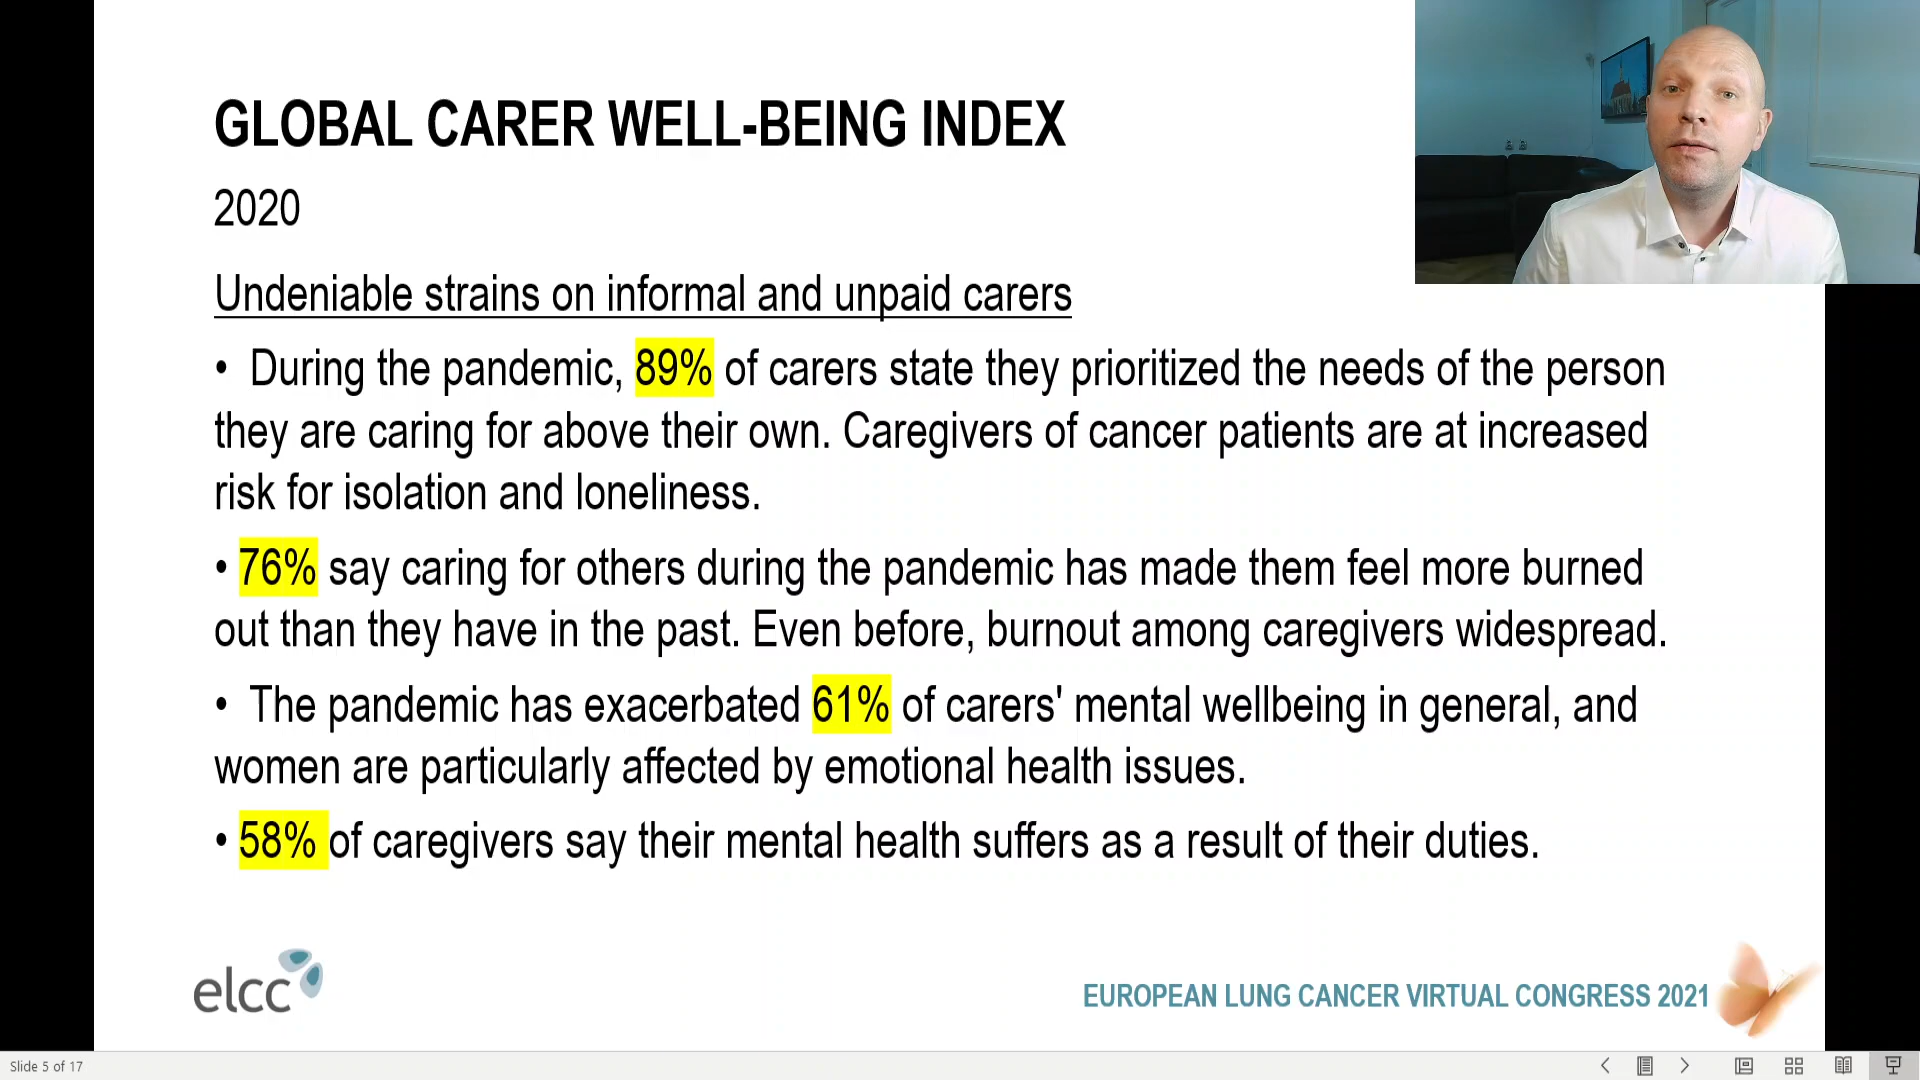 GLOBAL CARER WELL-BEING INDEX
2020
Undeniable strains on informal and unpaid carers
• During the pandemic, 89% of carers state they prioritized the needs of the person
they are caring for above their own. Caregivers of cancer patients are at increased
risk for isolation and loneliness.
• 76% say caring for others during the pandemic has made them feel more burned
out than they have in the past. Even before, burnout among caregivers widespread.
• The pandemic has exacerbated 61% of carers' mental wellbeing in general, and
women are particularly affected by emotional health issues.
• 58% of caregivers say their mental health suffers as a result of their duties.
elcc
EUROPEAN LUNG CANCER VIRTUAL CONGRESS 2021
Slide 5 of 17